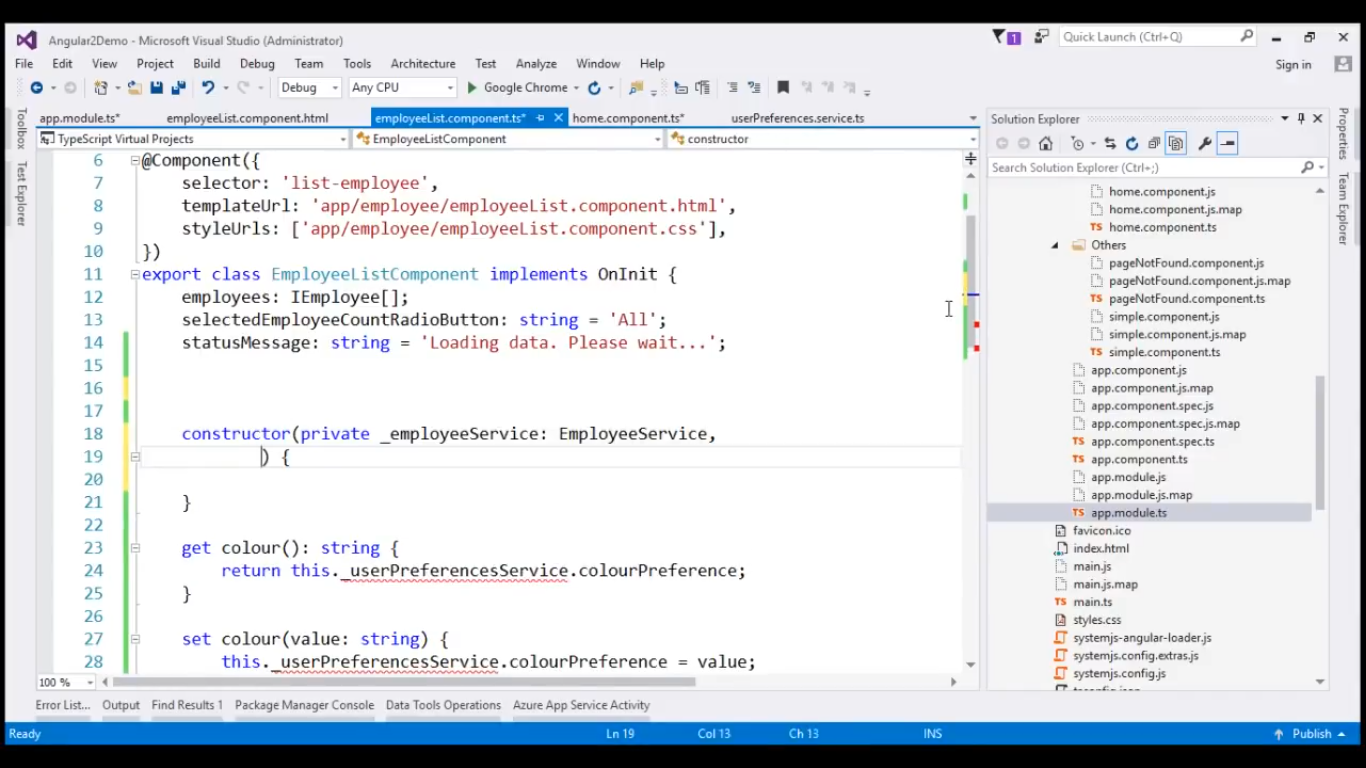 Angular2Demo - Microsoft Visual Studio (Administrator)
1
Quick Launch (Ctrl+Q)
File Edit View Project Build Debug Team Tools Architecture Test Analyze Window Help
Sign in
Debug Any CPU Google Chrome
Toolbox
Test Explorer
app.module.ts* employeeList.component.html employeeList.component.ts* home.component.ts* userPreferences.service.ts
TypeScript Virtual Projects EmployeeListComponent constructor
6 @Component({
7 selector: 'list-employee',
8 templateUrl: 'app/employee/employeeList.component.html',
9 styleUrls: ['app/employee/employeeList.component.css'],
10 })
11 export class EmployeeListComponent implements OnInit {
12 employees: IEmployee[];
13 selectedEmployeeCountRadioButton: string = 'All';
14 statusMessage: string = 'Loading data. Please wait...';
15
16
17
18 constructor(private _employeeService: EmployeeService,
19 ) {
20
21 }
22
23 get colour(): string {
24 return this._userPreferencesService.colourPreference;
25 }
26
27 set colour(value: string) {
28 this._userPreferencesService.colourPreference = value;
100 %
Solution Explorer
Search Solution Explorer (Ctrl+;)
home.component.js
home.component.js.map
TS home.component.ts
Others
pageNotFound.component.js
pageNotFound.component.js.map
TS pageNotFound.component.ts
simple.component.js
simple.component.js.map
TS simple.component.ts
app.component.js
app.component.js.map
app.component.spec.js
app.component.spec.js.map
TS app.component.spec.ts
TS app.component.ts
app.module.js
app.module.js.map
TS app.module.ts
favicon.ico
index.html
main.js
main.js.map
TS main.ts
styles.css
systemjs-angular-loader.js
systemjs.config.extras.js
systemjs.config.js
tsconfig.json
Properties
Team Explorer
Error List... Output Find Results 1 Package Manager Console Data Tools Operations Azure App Service Activity
Ready Ln 19 Col 13 Ch 13 INS Publish